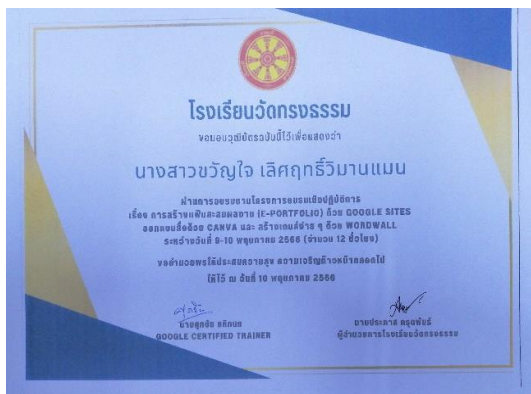 โรงเรียนวัดทรงธรรม
ขอมอบวุฒิบัตรฉบับนี้ไว้เพื่อแสดงว่า
นางสาวขวัญใจ เลิศฤทธิ์วิมานแมน
ผ่านการอบรมตามโครงการอบรมเชิงปฏิบัติการ
เรื่อง การสร้างแฟ้มสะสมผลงาน (E-PORTFOLIO) ด้วย GOOGLE SITES
ออกแบบสื่อด้วย CANVA และ สร้างเกมส์ง่าย ๆ ด้วย WORDWALL
ระหว่างวันที่ 9-10 พฤษภาคม 2566 (จำนวน 12 ชั่วโมง)
ขออำนวยพรให้ประสบความสุข ความเจริญก้าวหน้าตลอดไป
ให้ไว้ ณ วันที่ 10 พฤษภาคม 2566
GOOGLE CERTIFIED TRAINER
นายประภาส
ผู้อำนวยการโรงเรียนวัดทรงธรรม